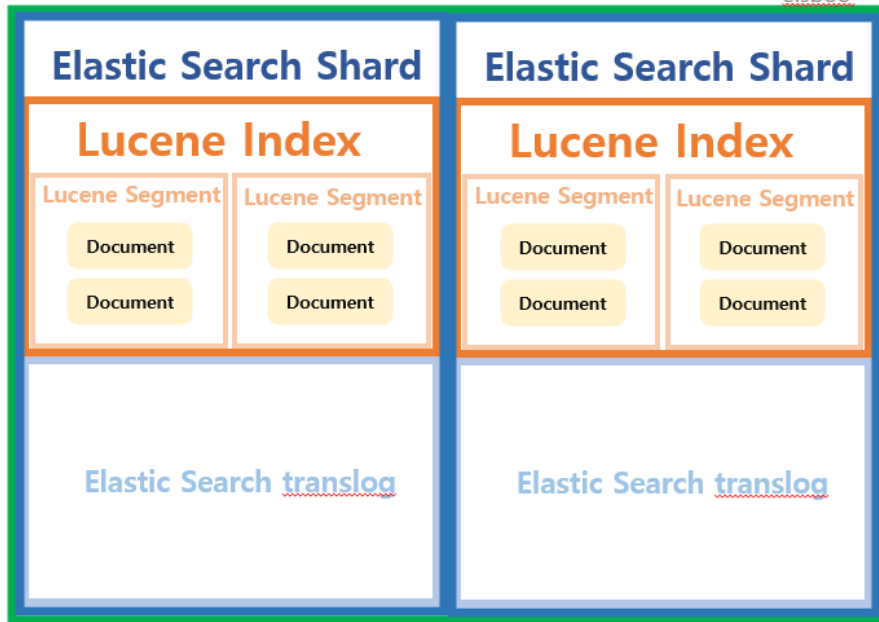 Elastic Search Shard
Elastic Search Shard
Lucene Index
Lucene Index
Lucene Segment
Lucene Segment
Lucene Segment
Lucene Segment
Document
Document
Document
Document
Document
Document
Document
Document
Elastic Search translog
Elastic Search translog